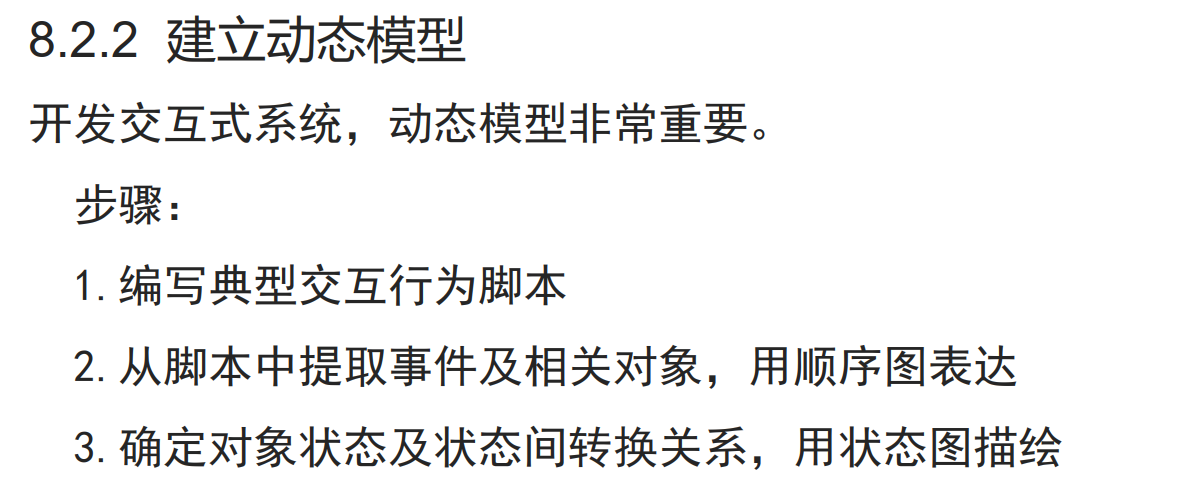 8.2.2 建立动态模型
开发交互式系统，动态模型非常重要。
步骤：
1.编写典型交互行为脚本
2.从脚本中提取事件及相关对象，用顺序图表达
3.确定对象状态及状态间转换关系，用状态图描绘